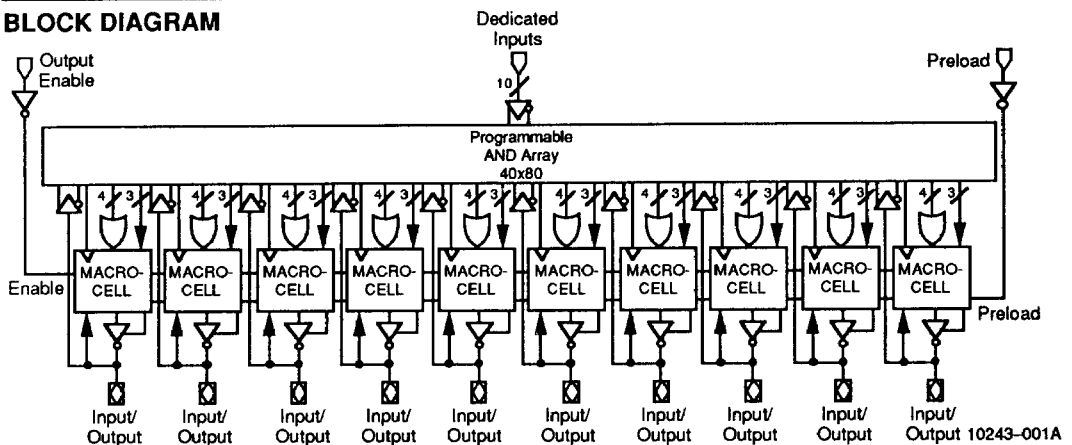 BLOCK DIAGRAM
Dedicated
Inputs
Output
Enable
Preload
10
Programmable
AND Array
40x80
4 3 4 3 4 3 4 3 4 3 4 3 4 3 4 3 4 3 4 3
MACRO- MACRO- MACRO- MACRO- MACRO- MACRO- MACRO- MACRO- MACRO- MACRO-
CELL CELL CELL CELL CELL CELL CELL CELL CELL CELL
Enable
Preload
Input/ Input/ Input/ Input/ Input/ Input/ Input/ Input/ Input/ Input/
Output Output Output Output Output Output Output Output Output Output 10243-001A